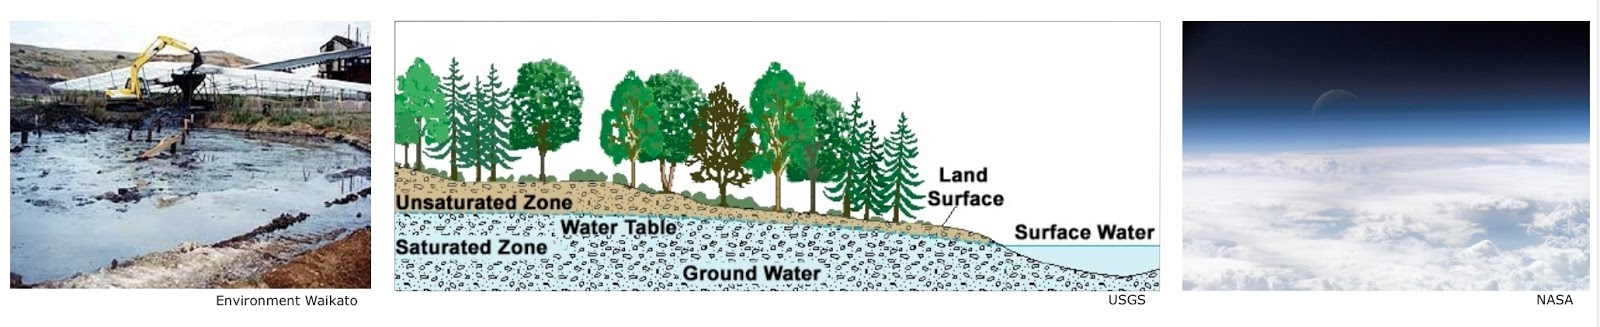 Unsaturated Zone
Water Table
Saturated Zone
Ground Water
Land
Surface
Surface Water
Environment Waikato
USGS
NASA